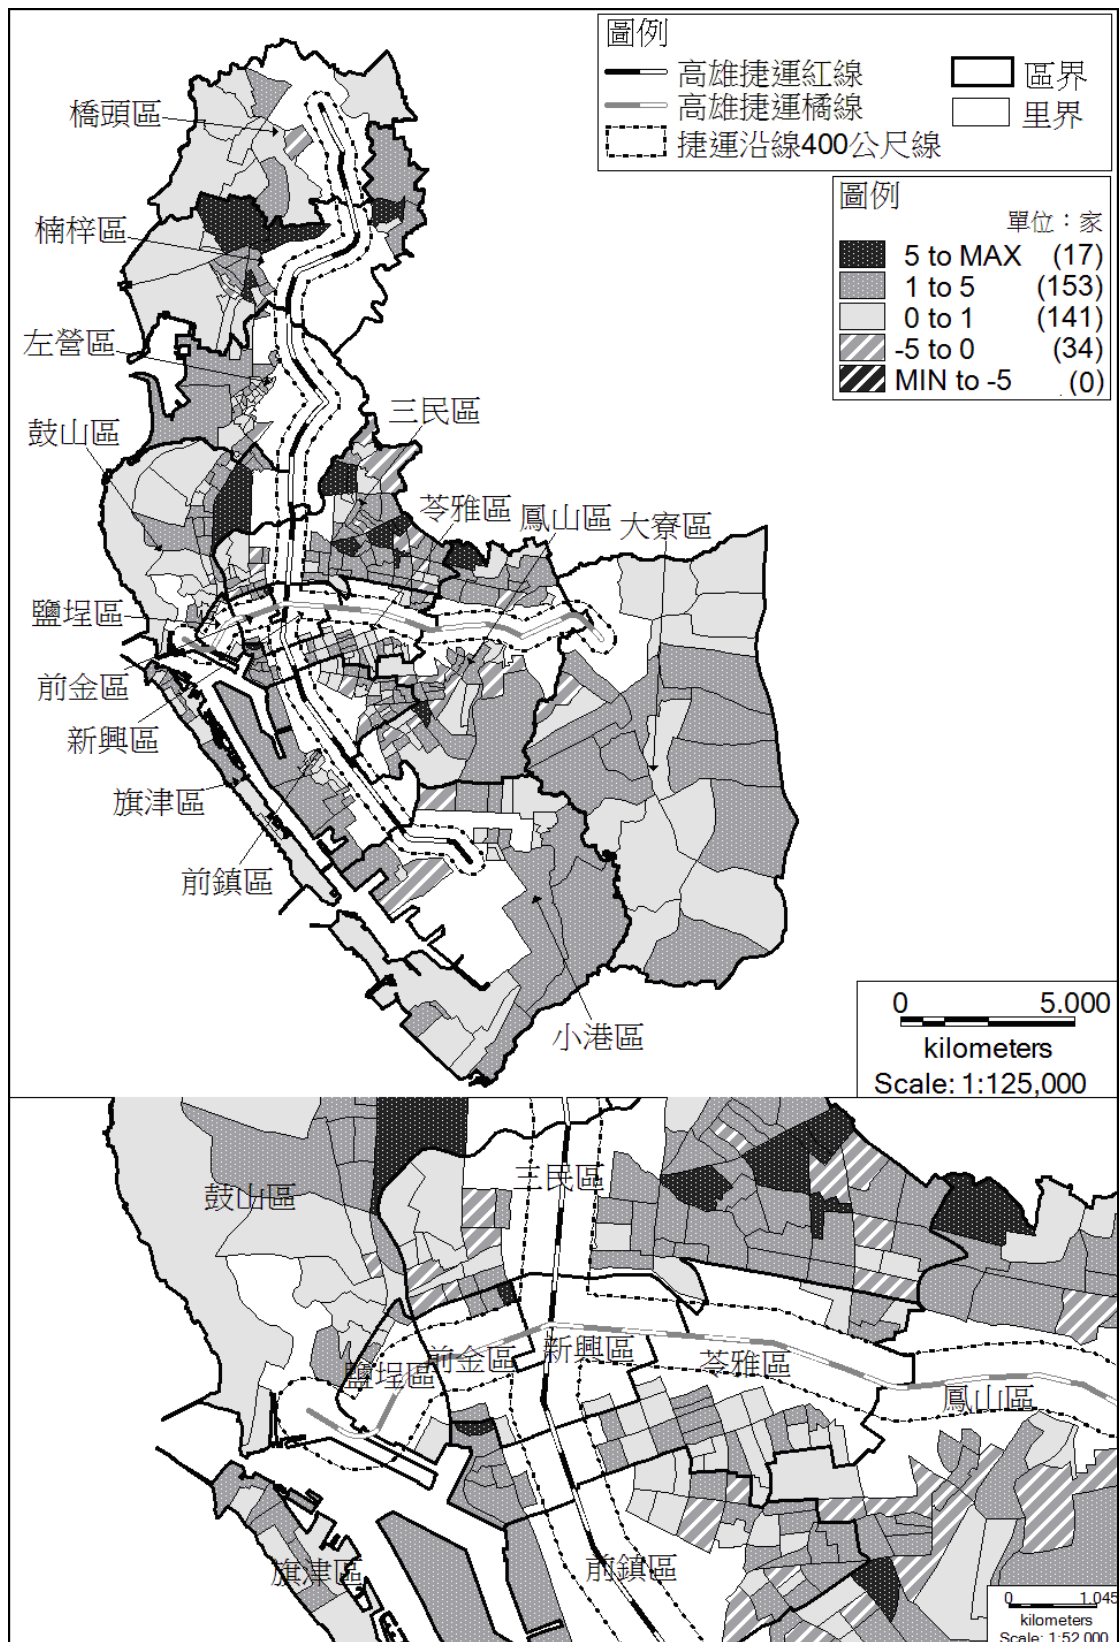 圖例
高雄捷運紅線
區界
高雄捷運橘線
里界
捷運沿線400公尺線
圖例
單位：家
5 to MAX (17)
1 to 5 (153)
0 to 1 (141)
-5 to 0 (34)
MIN to -5 (0)
橋頭區
楠梓區
左營區
三民區
鼓山區
苓雅區
鳳山區
大寮區
鹽埕區
前金區
新興區
旗津區
前鎮區
小港區
0 5.000
kilometers
Scale: 1:125,000
三民區
鼓山區
新興區
前金區
苓雅區
鹽埕區
鳳山區
旗津區
前鎮區
0 1.045
kilometers
Scale: 1:52,000